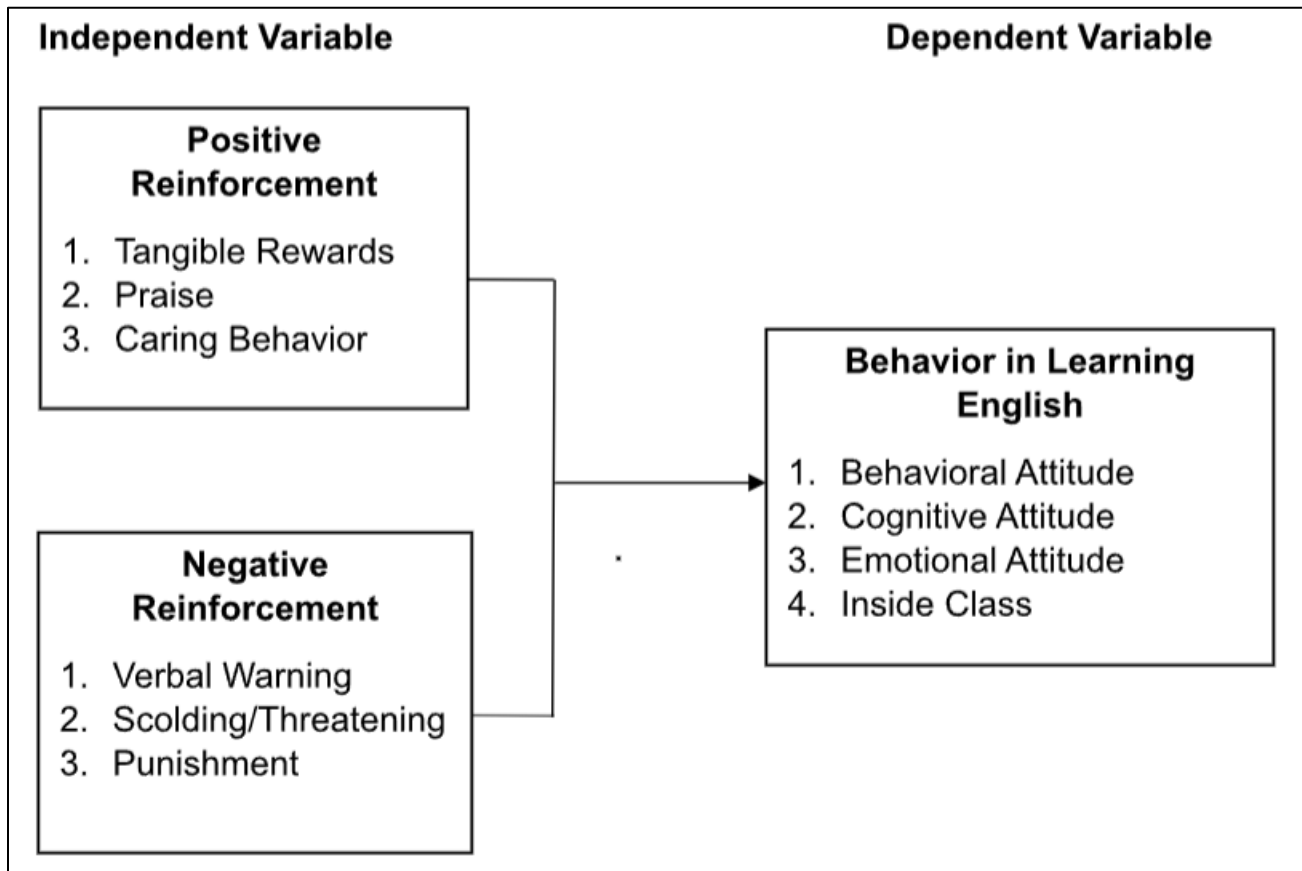 Independent Variable
Dependent Variable
Positive
Reinforcement
1. Tangible Rewards
2. Praise
3. Caring Behavior
Behavior in Learning
English
1. Behavioral Attitude
2. Cognitive Attitude
3. Emotional Attitude
4. Inside Class
Negative
Reinforcement
1. Verbal Warning
2. Scolding/Threatening
3. Punishment